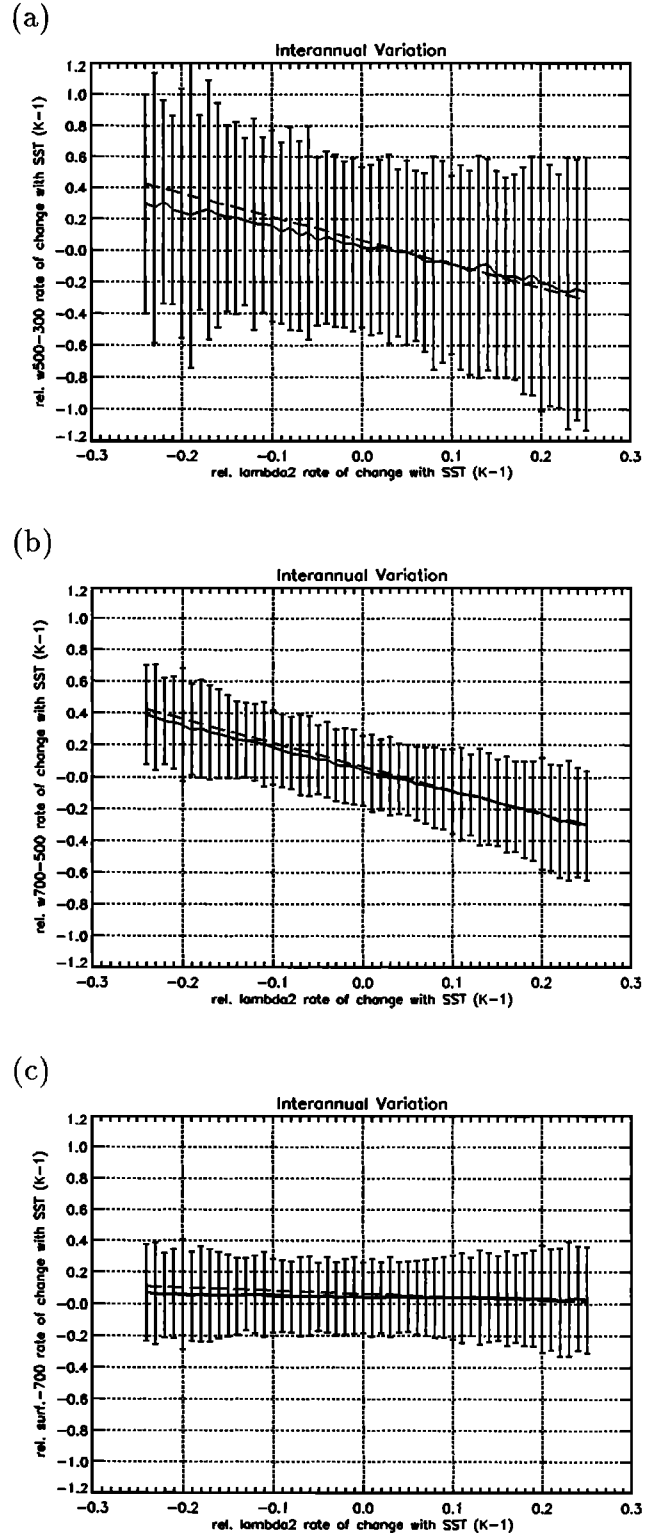 (a)
Interannual Variation
rel. w500-300 rate of change with SST (K-1)
1.2
1.0
0.8
0.6
0.4
0.2
-0.0
-0.2
-0.4
-0.6
-0.8
-1.0
-1.2
-0.3 -0.2 -0.1 0.0 0.1 0.2 0.3
rel. lambda2 rate of change with SST (K-1)
(b)
Interannual Variation
rel. w700-500 rate of change with SST (K-1)
1.2
1.0
0.8
0.6
0.4
0.2
-0.0
-0.2
-0.4
-0.6
-0.8
-1.0
-1.2
-0.3 -0.2 -0.1 0.0 0.1 0.2 0.3
rel. lambda2 rate of change with SST (K-1)
(c)
Interannual Variation
rel. surf.-700 rate of change with SST (K-1)
1.2
1.0
0.8
0.6
0.4
0.2
-0.0
-0.2
-0.4
-0.6
-0.8
-1.0
-1.2
-0.3 -0.2 -0.1 0.0 0.1 0.2 0.3
rel. lambda2 rate of change with SST (K-1)